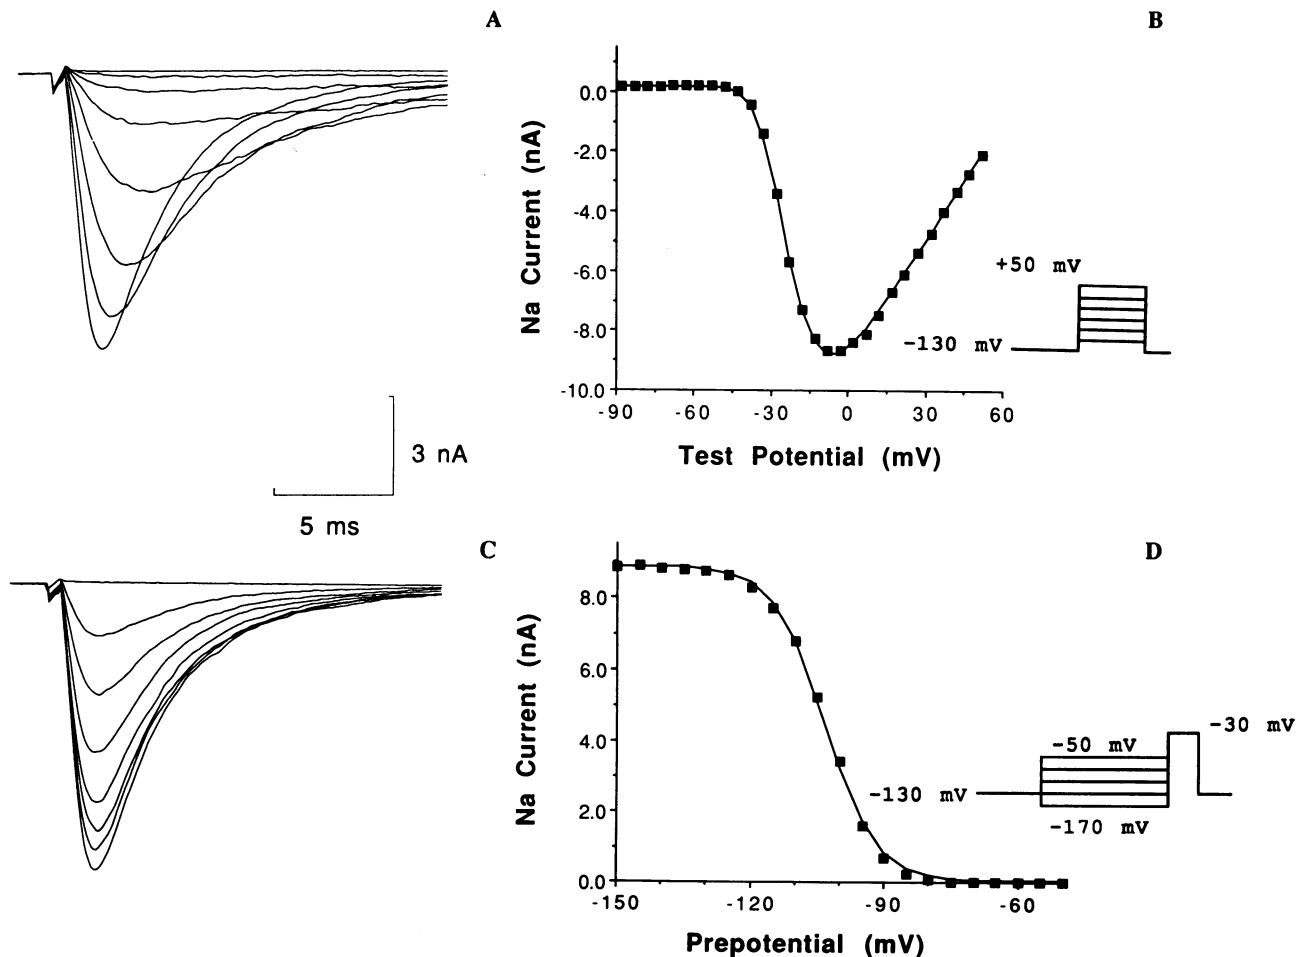 A
B
0.0
-2.0
-4.0
-6.0
-8.0
-10.0
Na Current (nA)
-90
-60
-30
0
30
60
Test Potential (mV)
+50 mV
-130 mV
3 nA
5 ms
C
D
8.0
6.0
4.0
2.0
0.0
Na Current (nA)
-150
-120
-90
-60
Prepotential (mV)
-30 mV
-50 mV
-130 mV
-170 mV